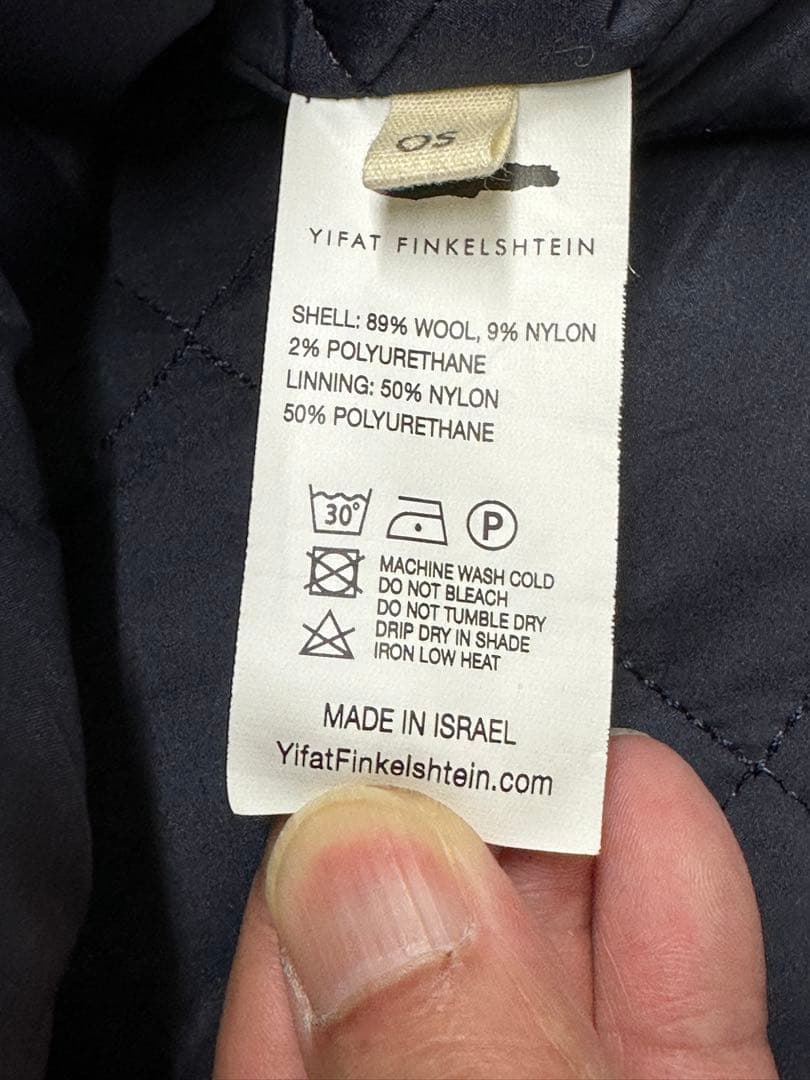 OS
YIFAT FINKELSHTEIN
SHELL: 89% WOOL, 9% NYLON
2% POLYURETHANE
LINNING: 50% NYLON
50% POLYURETHANE
30°
P
MACHINE WASH COLD
DO NOT BLEACH
DO NOT TUMBLE DRY
DRIP DRY IN SHADE
IRON LOW HEAT
MADE IN ISRAEL
YifatFinkelshtein.com